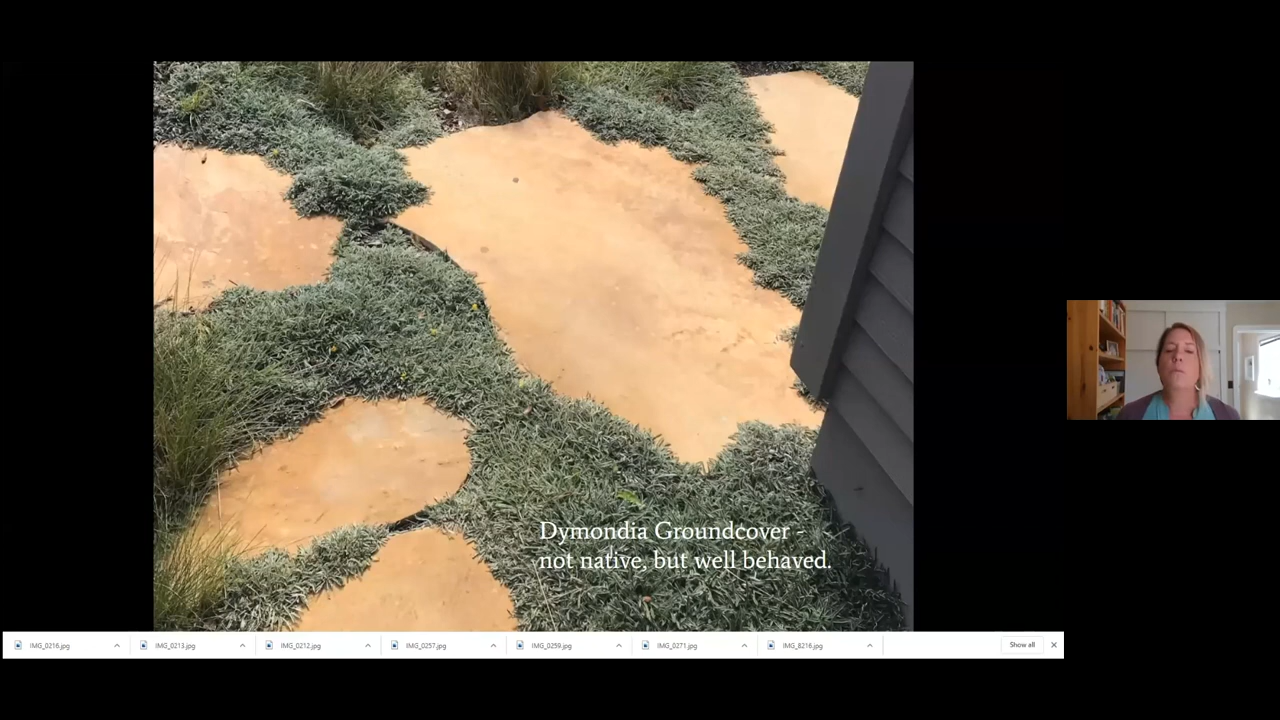 Dymondia Groundcover -
not native, but well behaved.
IMG_0216.jpg
IMG_0213.jpg
IMG_0212.jpg
IMG_0257.jpg
IMG_0259.jpg
IMG_0271.jpg
IMG_8216.jpg
Show all